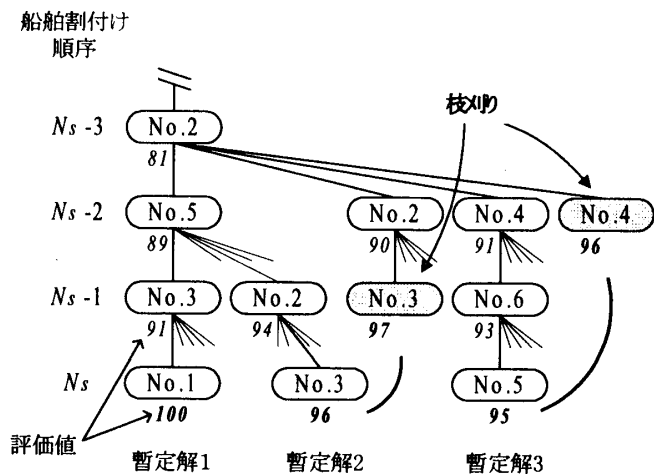 船舶割付け
順序
枝刈り
Ns -3 No.2
81
Ns -2 No.5 No.2 No.4 No.4
89 90 91 96
Ns -1 No.3 No.2 No.3 No.6
91 94 97 93
Ns No.1 No.3 No.5
100 96 95
評価値
暫定解1 暫定解2 暫定解3